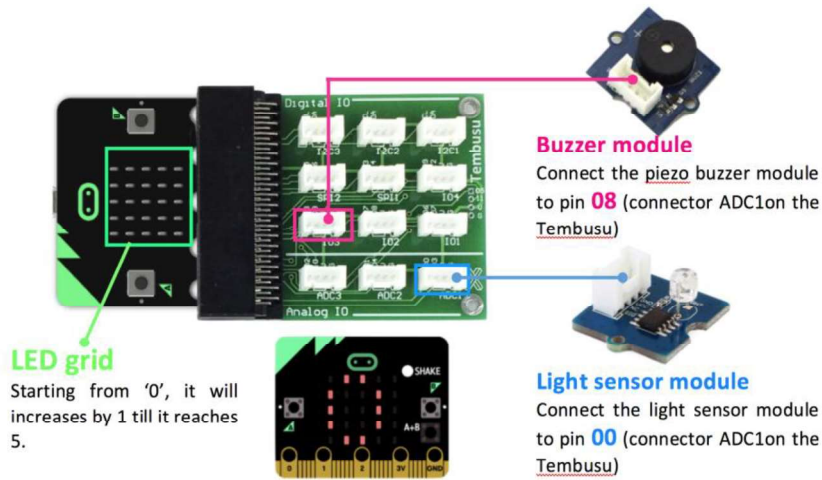 Digital IO
I2C3
I2C2
I2C1
Tembusu
SPI2
SPI1
IO4
IO3
IO2
IO1
ADC3
ADC2
ADC1
Analog IO
Buzzer module
Connect the piezo buzzer module
to pin 08 (connector ADC1on the
Tembusu)
LED grid
Starting from ‘0’, it will
increases by 1 till it reaches
5.
SHAKE
B
A
A+B
0
1
2
3V
GND
Light sensor module
Connect the light sensor module
to pin 00 (connector ADC1on the
Tembusu)